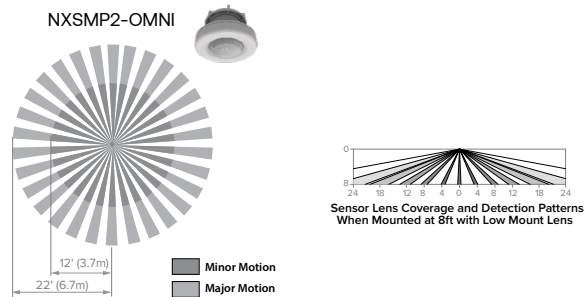 NXSMP2-OMNI
12' (3.7m)
22' (6.7m)
Minor Motion
Major Motion
0
8
24 18 12 8 4 0 4 8 12 18 24
Sensor Lens Coverage and Detection Patterns
When Mounted at 8ft with Low Mount Lens